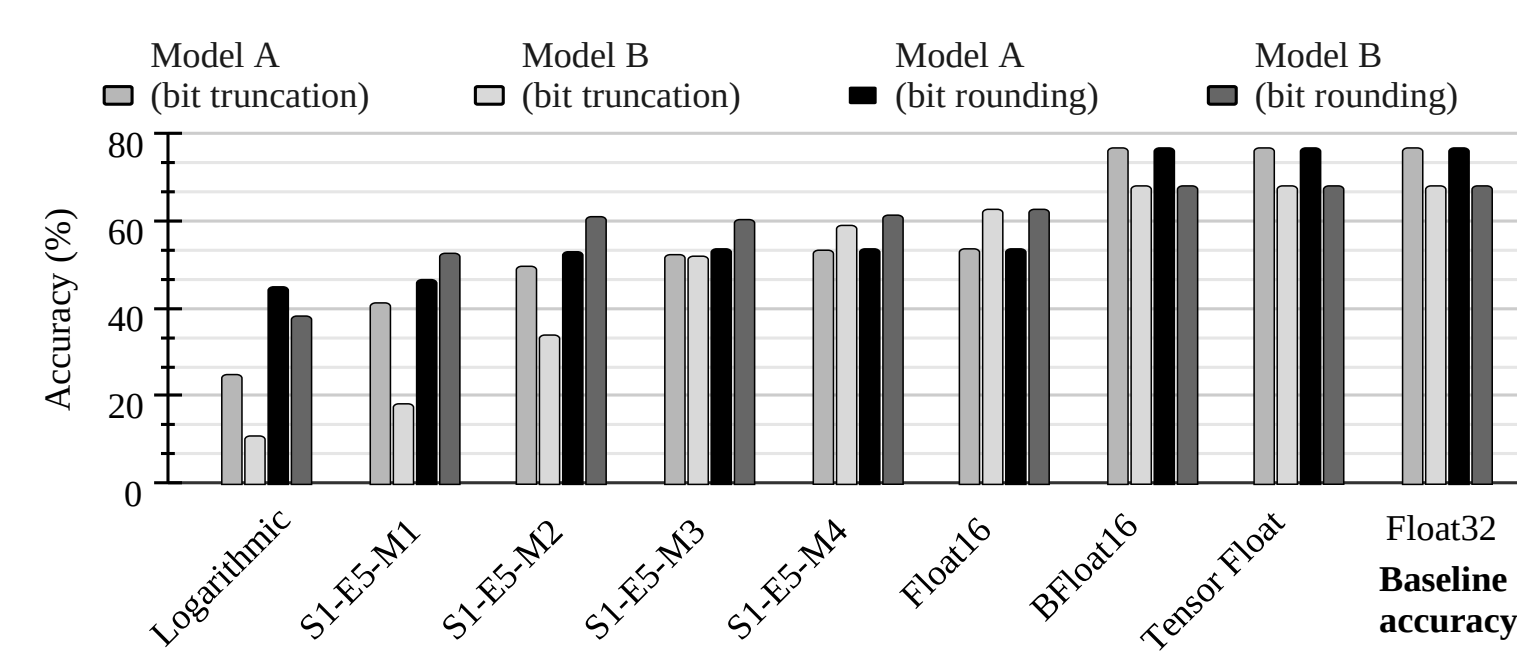 Model A
(bit truncation)
Model B
(bit truncation)
Model A
(bit rounding)
Model B
(bit rounding)
Accuracy (%)
80
60
40
20
0
Logarithmic
S1-E5-M1
S1-E5-M2
S1-E5-M3
S1-E5-M4
Float16
BFloat16
Tensor Float
Float32
Baseline
accuracy